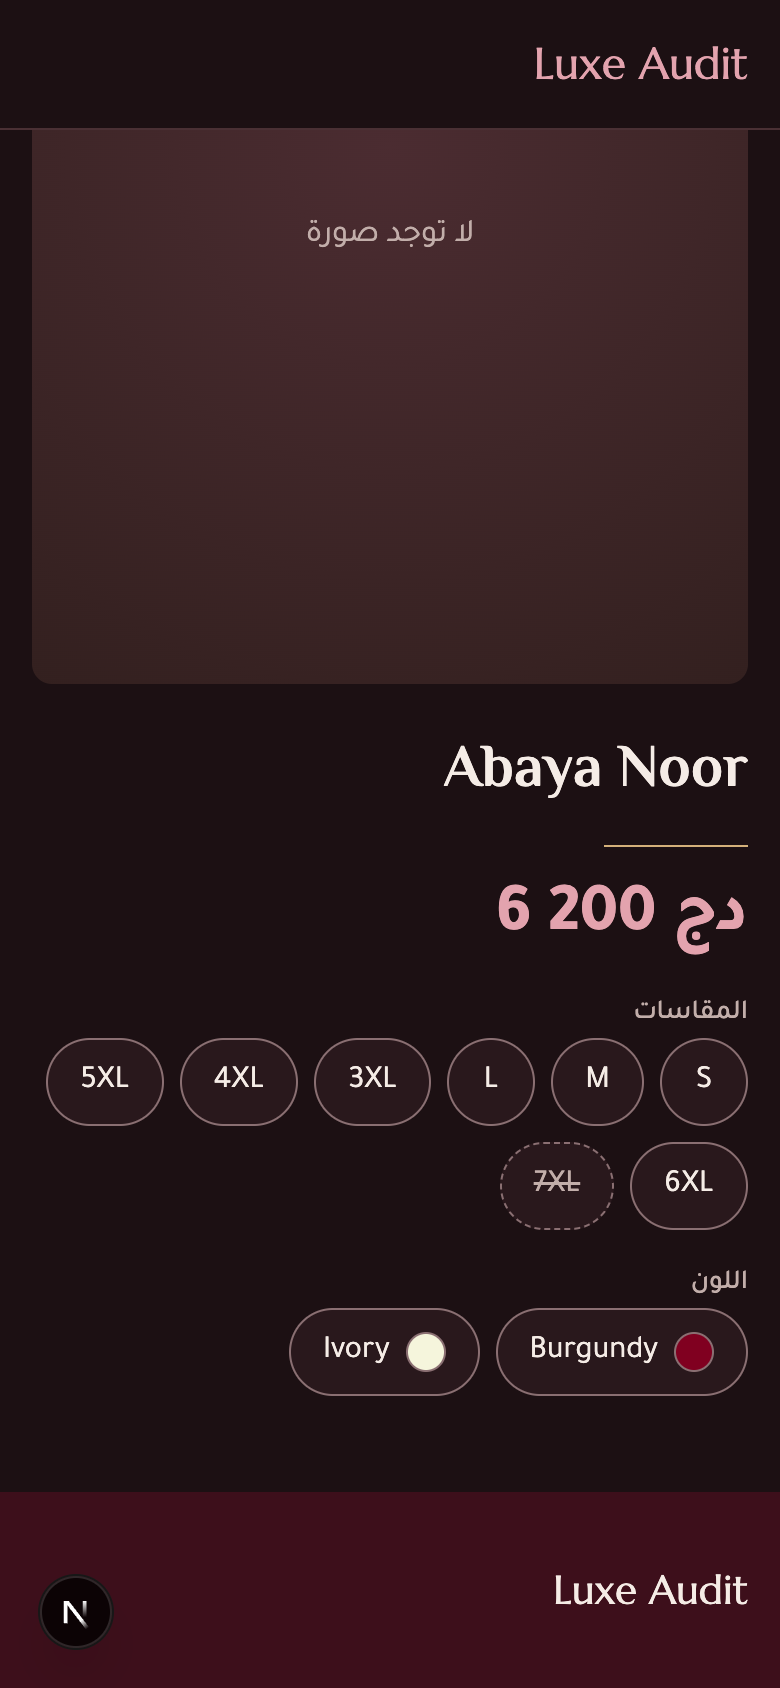 Luxe Audit
لا توجد صورة
Abaya Noor
6 200 دج
المقاسات
S M L 3XL 4XL 5XL
6XL 7XL
اللون
Burgundy Ivory
Luxe Audit
N